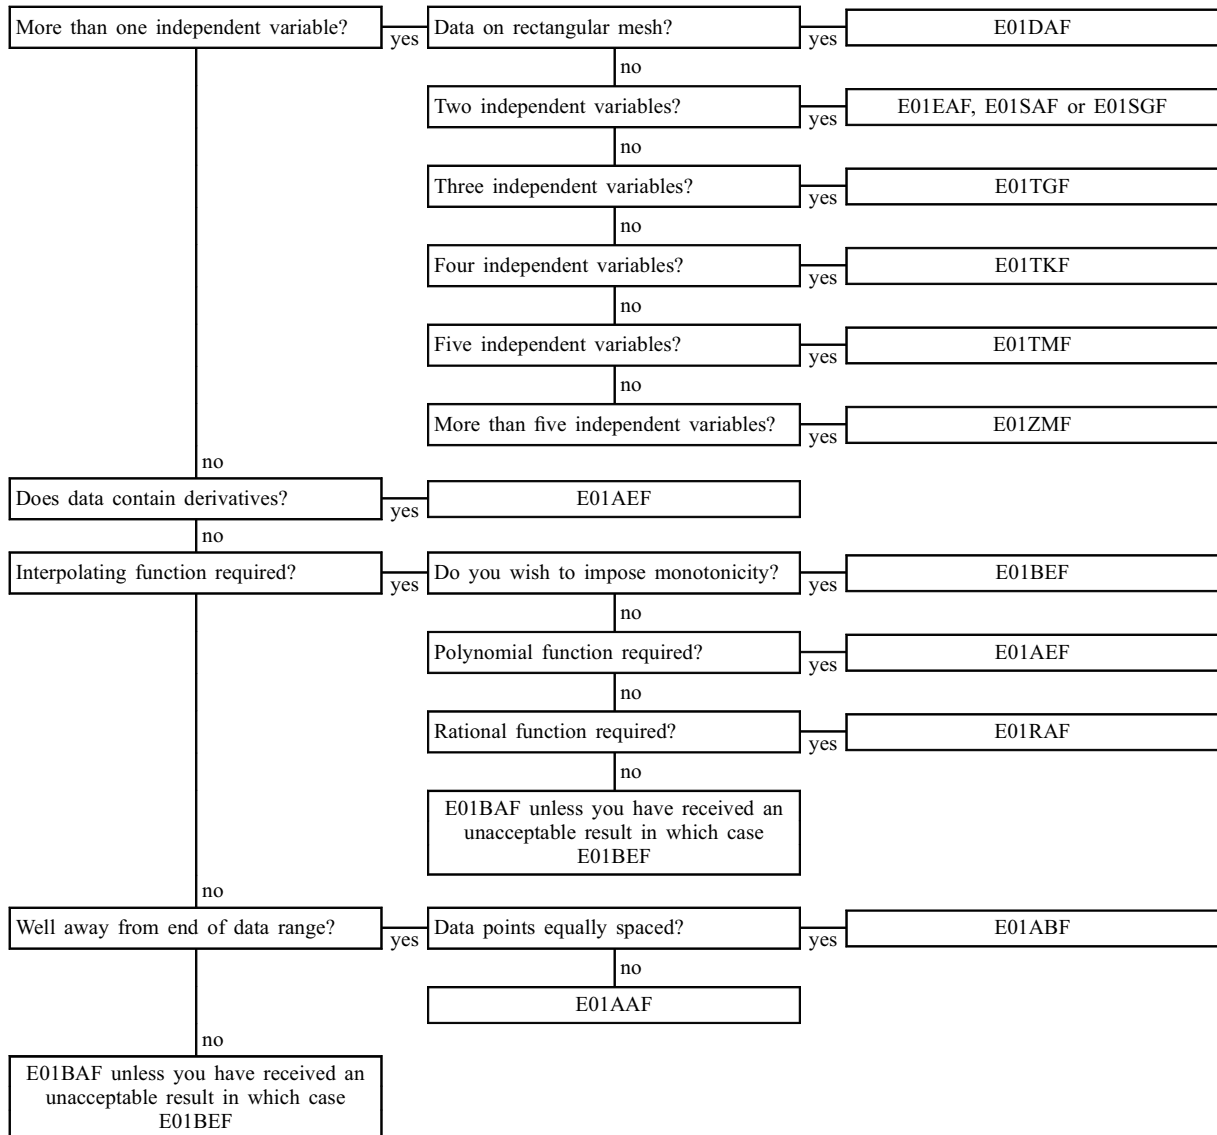 More than one independent variable?
yes
Data on rectangular mesh?
yes
E01DAF
no
Two independent variables?
yes
E01EAF, E01SAF or E01SGF
no
Three independent variables?
yes
E01TGF
no
Four independent variables?
yes
E01TKF
no
Five independent variables?
yes
E01TMF
no
More than five independent variables?
yes
E01ZMF
no
Does data contain derivatives?
yes
E01AEF
no
Interpolating function required?
yes
Do you wish to impose monotonicity?
yes
E01BEF
no
Polynomial function required?
yes
E01AEF
no
Rational function required?
yes
E01RAF
no
E01BAF unless you have received an
unacceptable result in which case
E01BEF
no
Well away from end of data range?
yes
Data points equally spaced?
yes
E01ABF
no
E01AAF
no
E01BAF unless you have received an
unacceptable result in which case
E01BEF